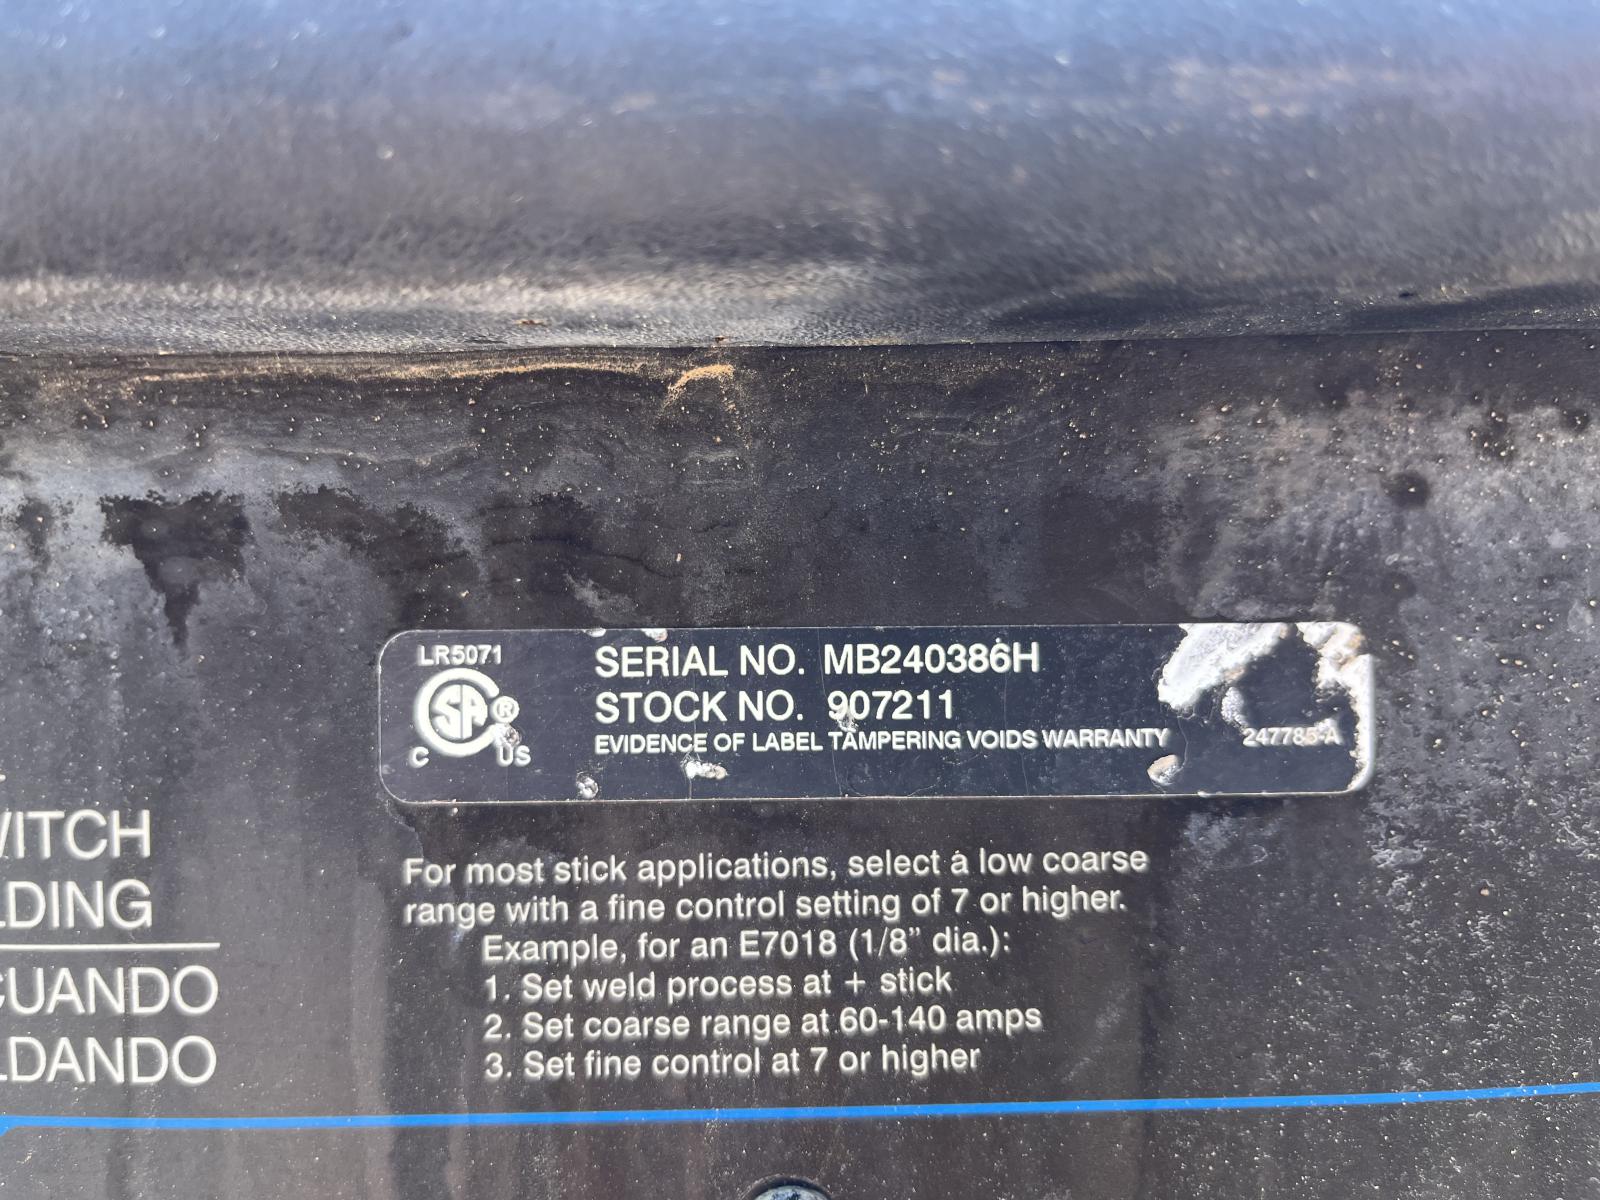 LR5071
SA ®
C US
SERIAL NO. MB240386H
STOCK NO. 907211
EVIDENCE OF LABEL TAMPERING VOIDS WARRANTY
247785-A
WITCH
LDING
CUANDO
LDANDO
For most stick applications, select a low coarse
range with a fine control setting of 7 or higher.
Example, for an E7018 (1/8” dia.):
1. Set weld process at + stick
2. Set coarse range at 60-140 amps
3. Set fine control at 7 or higher